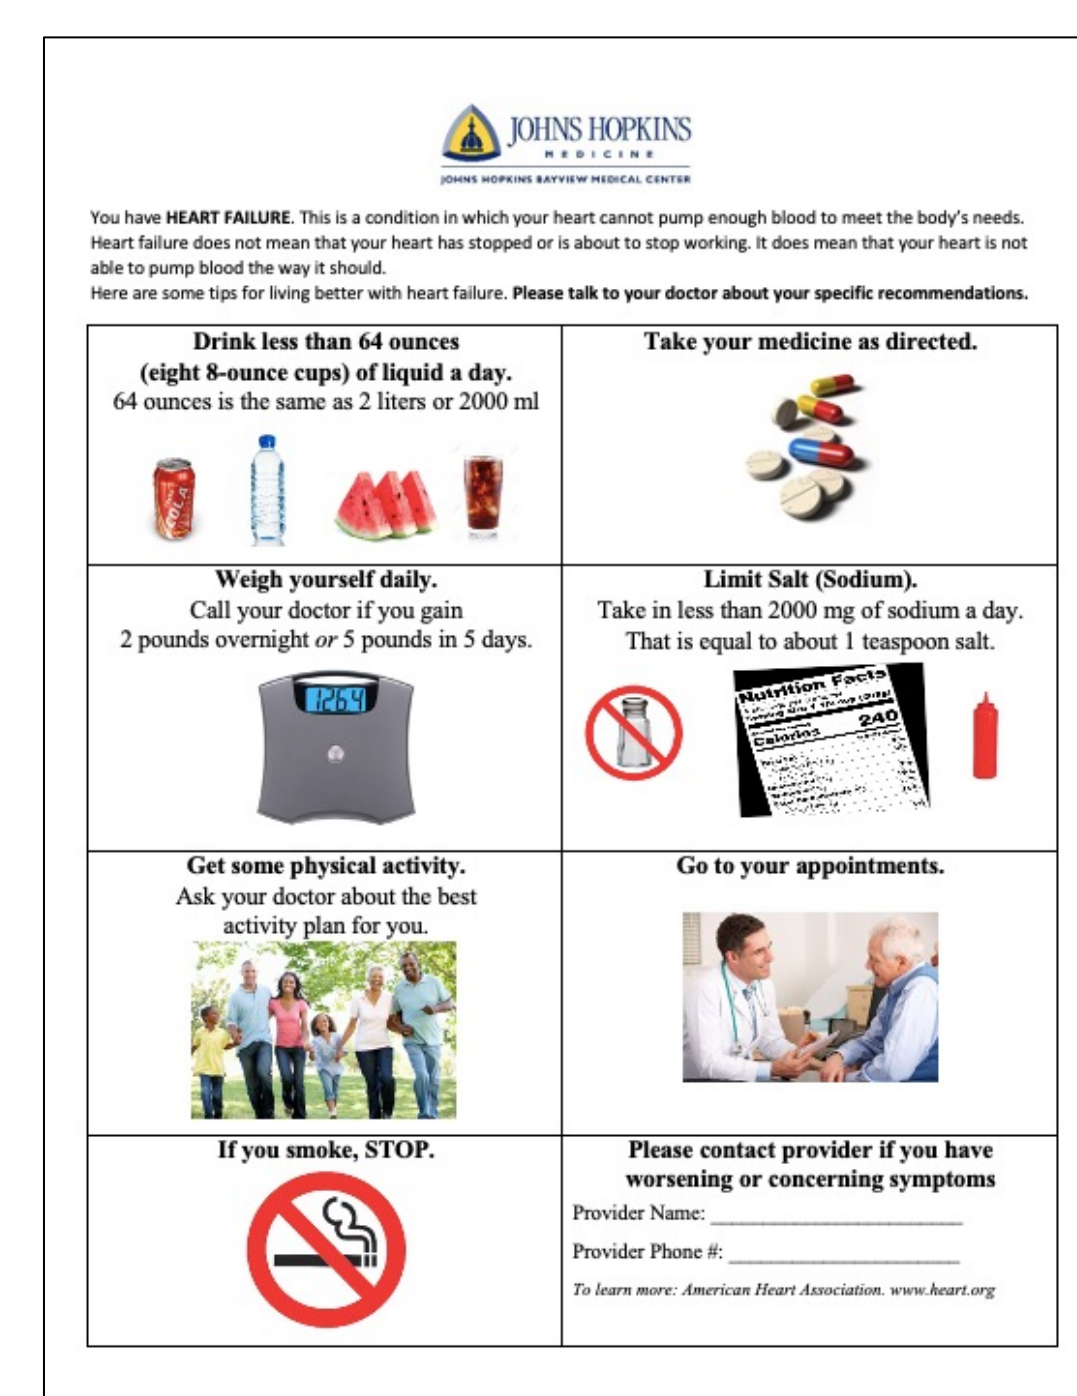 JOHNS HOPKINS
MEDICINE
JOHNS HOPKINS BAYVIEW MEDICAL CENTER
You have HEART FAILURE. This is a condition in which your heart cannot pump enough blood to meet the body's needs.
Heart failure does not mean that your heart has stopped or is about to stop working. It does mean that your heart is not
able to pump blood the way it should.
Here are some tips for living better with heart failure. Please talk to your doctor about your specific recommendations.
Drink less than 64 ounces
(eight 8-ounce cups) of liquid a day.
64 ounces is the same as 2 liters or 2000 ml
COLA
Take your medicine as directed.
Weigh yourself daily.
Call your doctor if you gain
2 pounds overnight or 5 pounds in 5 days.
126.4
Limit Salt (Sodium).
Take in less than 2000 mg of sodium a day.
That is equal to about 1 teaspoon salt.
Nutrition Facts
Calories 240
Get some physical activity.
Ask your doctor about the best
activity plan for you.
Go to your appointments.
If you smoke, STOP.
Please contact provider if you have
worsening or concerning symptoms
Provider Name: ________________________
Provider Phone #: ______________________
To learn more: American Heart Association. www.heart.org